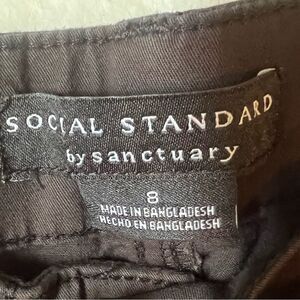 SOCIAL STANDARD
by sanctuary
8
MADE IN BANGLADESH
HECHO EN BANGLADESH